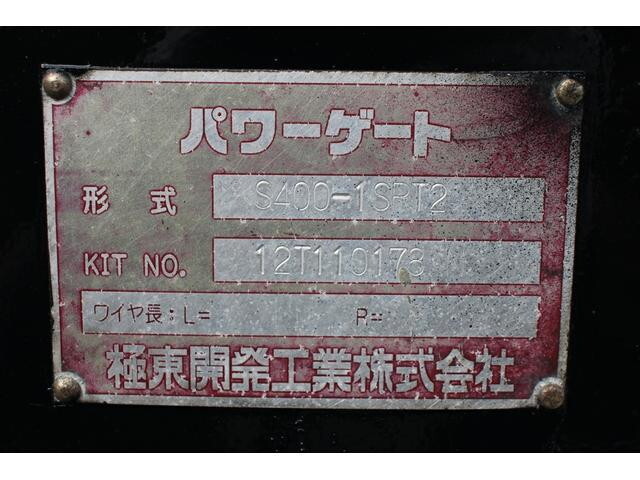 パワーゲート
形式 S400-1SPT2
KIT NO. 12T110178
ワイヤ長:L= R=
極東開発工業株式会社